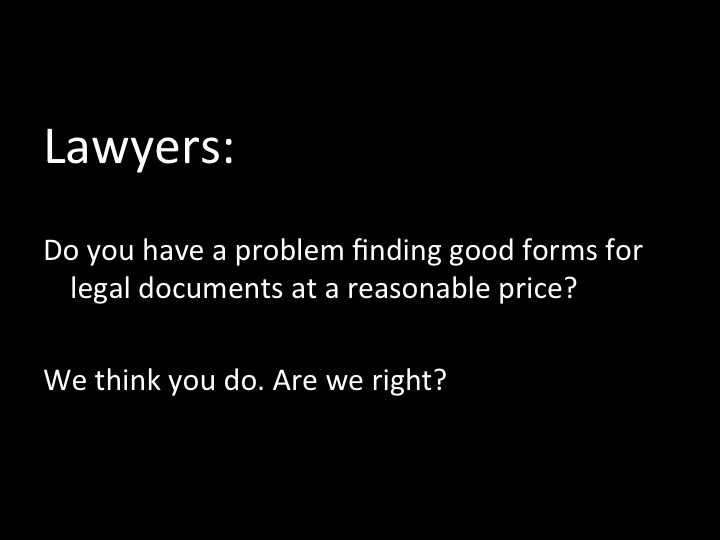 Lawyers:
Do you have a problem finding good forms for
legal documents at a reasonable price?
We think you do. Are we right?